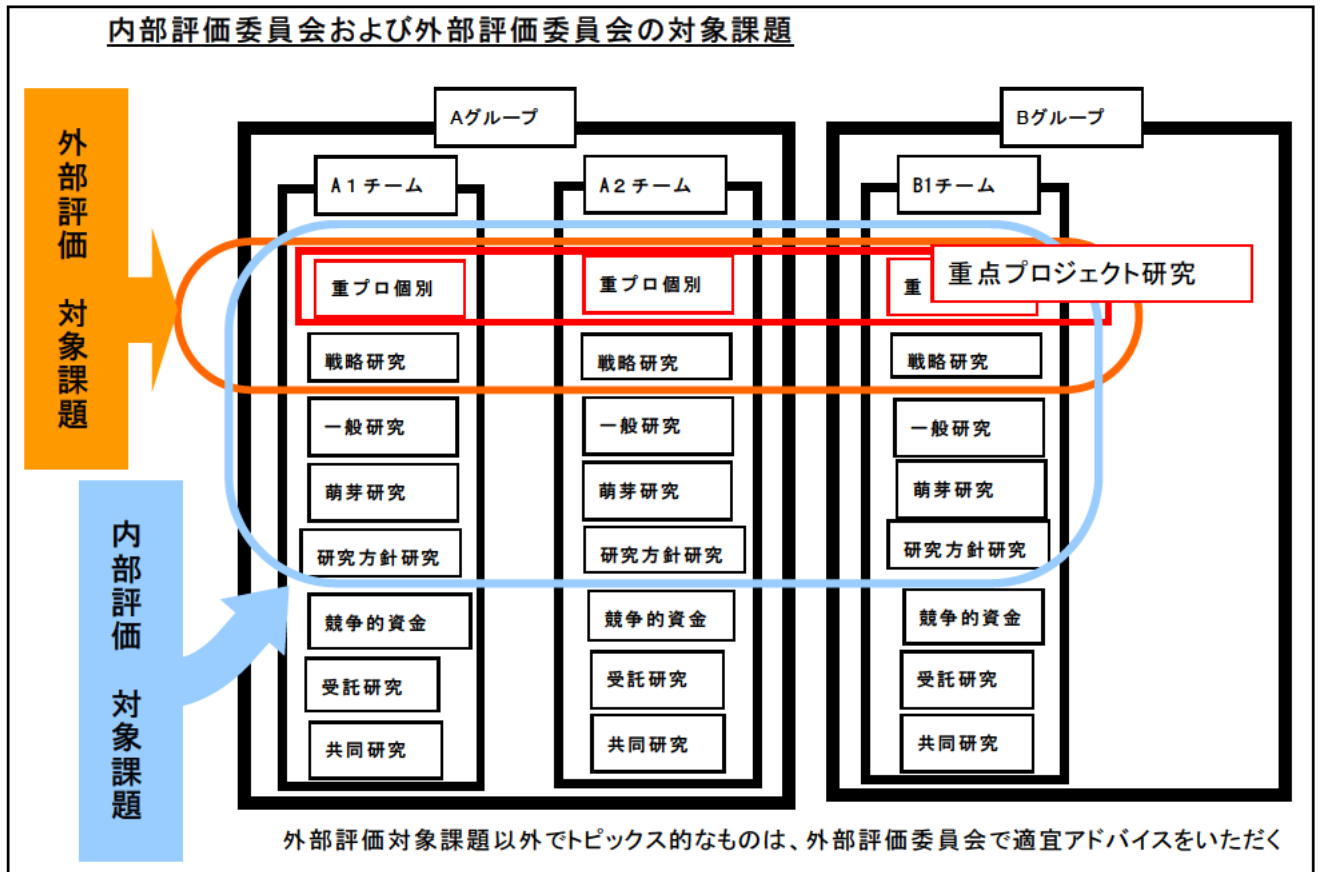 内部評価委員会および外部評価委員会の対象課題
外部評価 対象課題
内部評価 対象課題
Aグループ
Bグループ
A1チーム
A2チーム
B1チーム
重点プロジェクト研究
重プロ個別
重プロ個別
重
戦略研究
戦略研究
戦略研究
一般研究
一般研究
一般研究
萌芽研究
萌芽研究
萌芽研究
研究方針研究
研究方針研究
研究方針研究
競争的資金
競争的資金
競争的資金
受託研究
受託研究
受託研究
共同研究
共同研究
共同研究
外部評価対象課題以外でトピックス的なものは、外部評価委員会で適宜アドバイスをいただく